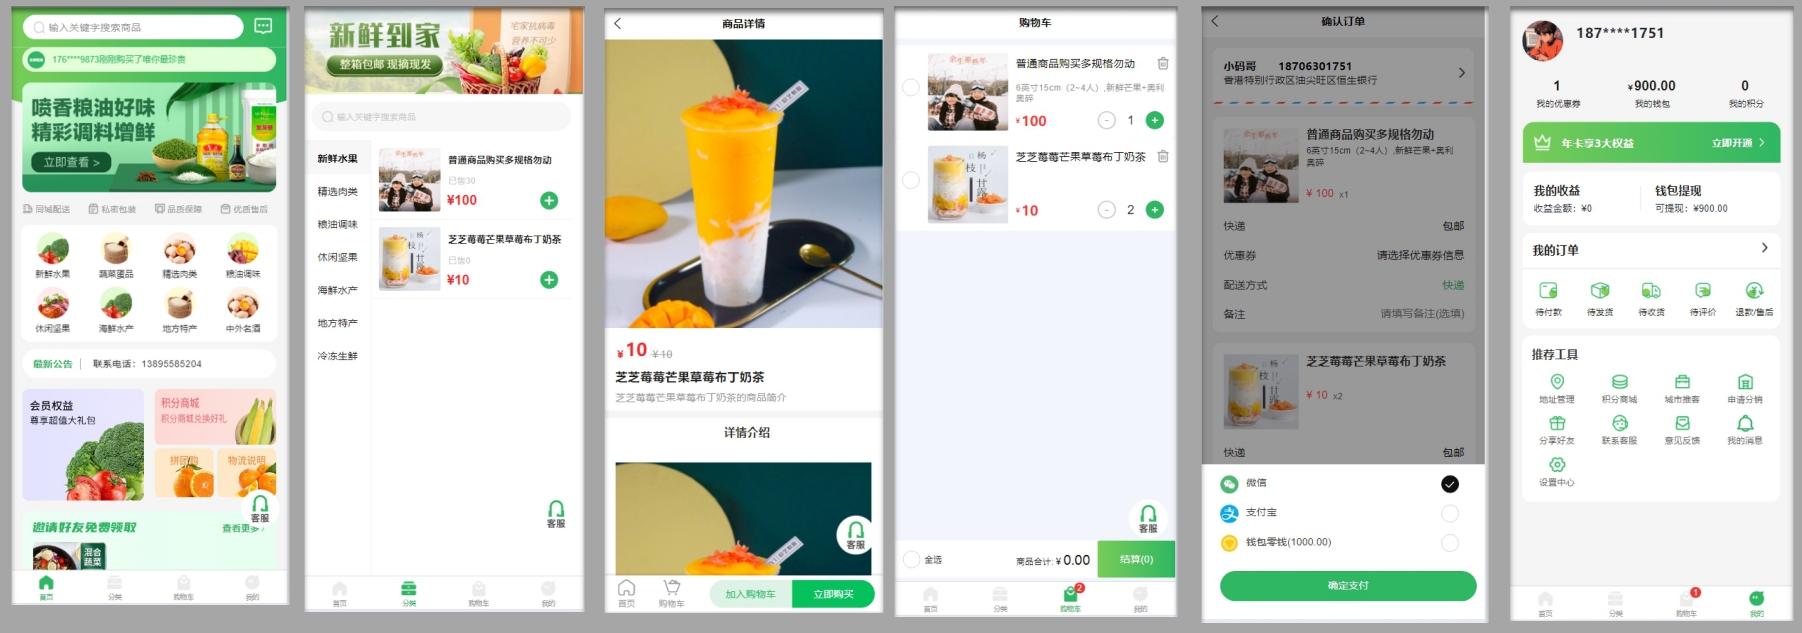 输入关键字搜索商品
176****9873刚刚购买了唯你最珍贵
喷香粮油好味
精彩调料增鲜
立即查看 >
同城配送
私密包装
品质保障
优质售后
新鲜水果
蔬菜蛋品
精选肉类
粮油调味
休闲坚果
海鲜水产
地方特产
中外名酒
最新公告
联系电话：13895585204
会员权益
尊享超值大礼包
积分商城
积分商城兑换好礼
拼团购
物流说明
客服
邀请好友免费领取
查看更多
混合
蔬菜
首页
分类
购物车
我的
新鲜到家
整箱包邮 现摘现发
宅家抗病毒
营养不可少
输入关键字搜索商品
新鲜水果
精选肉类
粮油调味
休闲坚果
海鲜水产
地方特产
冷冻生鲜
普通商品购买多规格勿动
已售30
¥100
芝芝莓莓芒果草莓布丁奶茶
已售0
¥10
客服
首页
分类
购物车
我的
商品详情
¥10 ¥10
芝芝莓莓芒果草莓布丁奶茶
芝芝莓莓芒果草莓布丁奶茶的商品简介
详情介绍
客服
首页
购物车
加入购物车
立即购买
购物车
普通商品购买多规格勿动
6英寸15cm（2~4人）,新鲜芒果+奥利
奥碎
¥100
- 1 +
芝芝莓莓芒果草莓布丁奶茶
杨
枝
甘
露
¥10
- 2 +
客服
全选
商品合计: ¥0.00
结算(0)
首页
分类
2
购物车
我的
确认订单
小码哥 18706301751
香港特别行政区油尖旺区恒生银行
普通商品购买多规格勿动
6英寸15cm（2~4人）,新鲜芒果+奥利
奥碎
¥ 100 x1
快递
包邮
优惠券
请选择优惠券信息
配送方式
快递
备注
请填写备注(选填)
芝芝莓莓芒果草莓布丁奶茶
¥ 10 x2
快递
包邮
微信
支付宝
钱包零钱(1000.00)
确定支付
187****1751
1
我的优惠券
¥900.00
我的钱包
0
我的积分
年卡享3大权益
立即开通
我的收益
收益金额：¥0
钱包提现
可提现：¥900.00
我的订单
待付款
待发货
待收货
待评价
退款/售后
推荐工具
地址管理
积分商城
城市推客
申请分销
分享好友
联系客服
意见反馈
我的消息
设置中心
首页
分类
1
购物车
我的